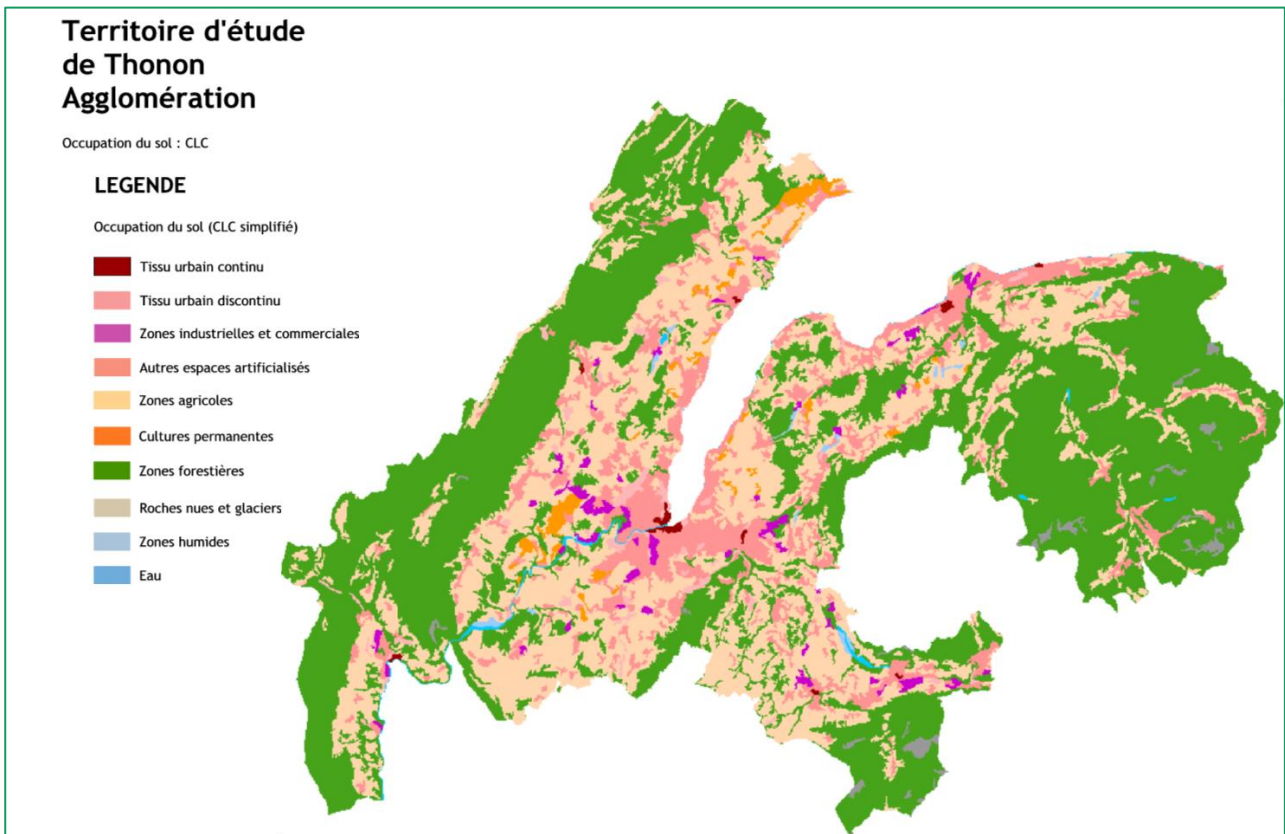 Territoire d'étude
de Thonon
Agglomération
Occupation du sol : CLC
LEGENDE
Occupation du sol (CLC simplifié)
Tissu urbain continu
Tissu urbain discontinu
Zones industrielles et commerciales
Autres espaces artificialisés
Zones agricoles
Cultures permanentes
Zones forestières
Roches nues et glaciers
Zones humides
Eau